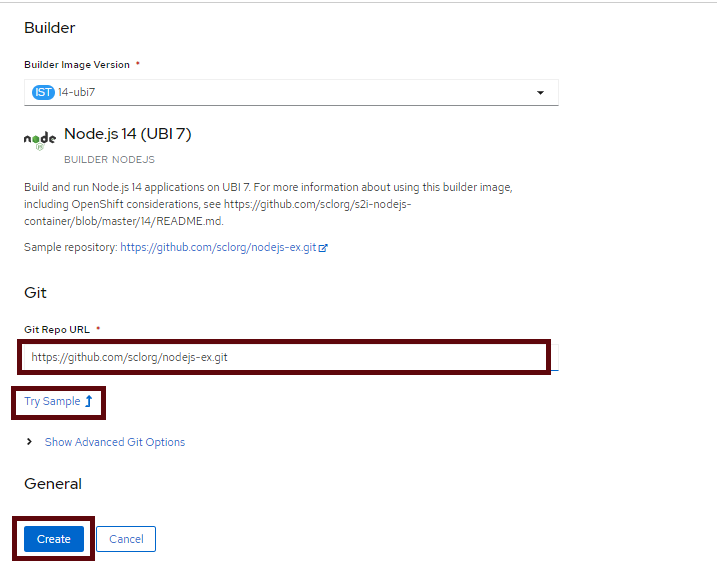 Builder
Builder Image Version *
IST 14-ubi7
node
JS
Node.js 14 (UBI 7)
BUILDER NODEJS
Build and run Node.js 14 applications on UBI 7. For more information about using this builder image,
including OpenShift considerations, see https://github.com/sclorg/s2i-nodejs-
container/blob/master/14/README.md.
Sample repository: https://github.com/sclorg/nodejs-ex.git
Git
Git Repo URL *
https://github.com/sclorg/nodejs-ex.git
Try Sample
Show Advanced Git Options
General
Create Cancel